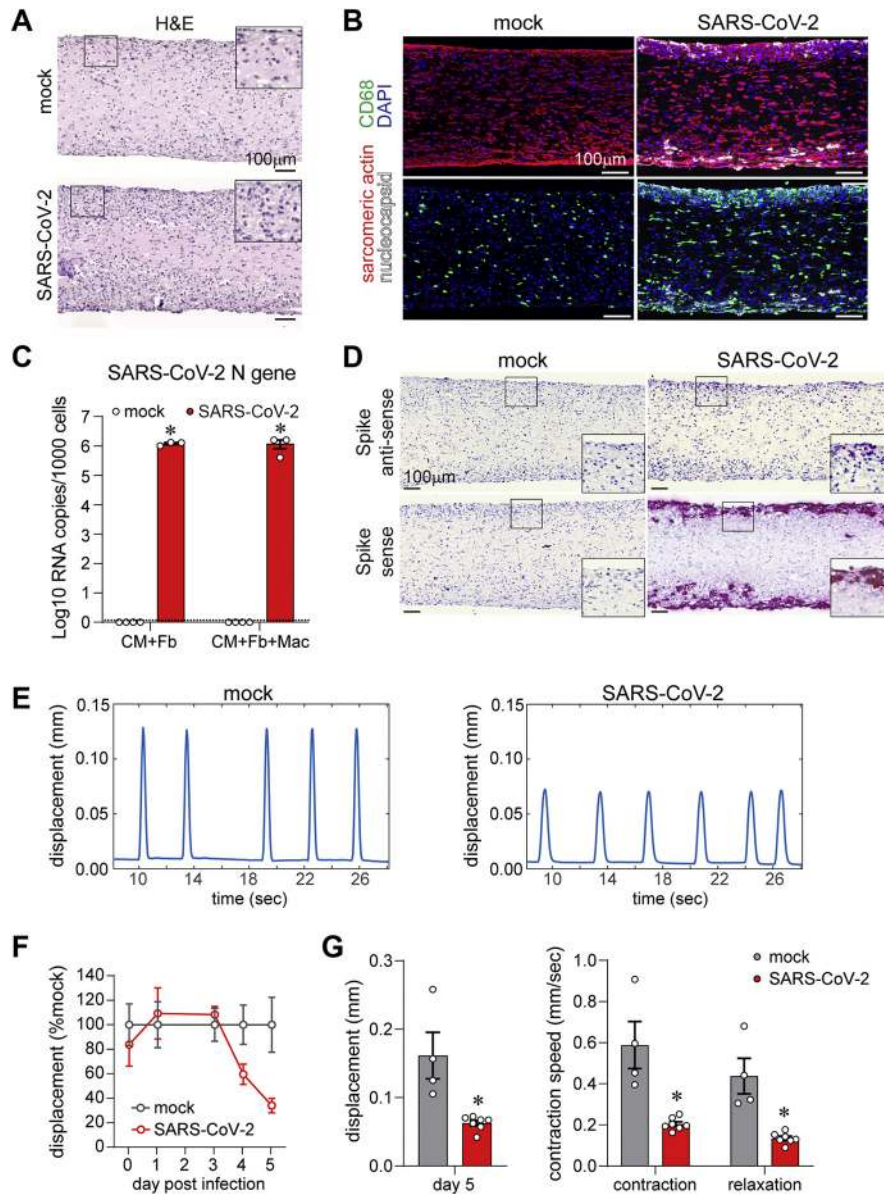 A
H&E
mock
100μm
SARS-CoV-2
B
mock
SARS-CoV-2
sarcomeric actin CD68
nucleocapsid DAPI
100μm
C
SARS-CoV-2 N gene
mock SARS-CoV-2
Log10 RNA copies/1000 cells
7
6
5
4
3
2
1
0
* *
CM+Fb CM+Fb+Mac
D
mock
SARS-CoV-2
Spike
anti-sense
100μm
Spike
sense
E
mock
displacement (mm)
0.15
0.10
0.05
0.00
10 14 18 22 26
time (sec)
SARS-CoV-2
displacement (mm)
0.15
0.10
0.05
0.00
10 14 18 22 26
time (sec)
F
displacement (%mock)
140
120
100
80
60
40
20
0
mock
SARS-CoV-2
0 1 2 3 4 5
day post infection
G
displacement (mm)
0.3
0.2
0.1
0.0
*
day 5
contraction speed (mm/sec)
1.0
0.8
0.6
0.4
0.2
0.0
mock
SARS-CoV-2
* *
contraction relaxation